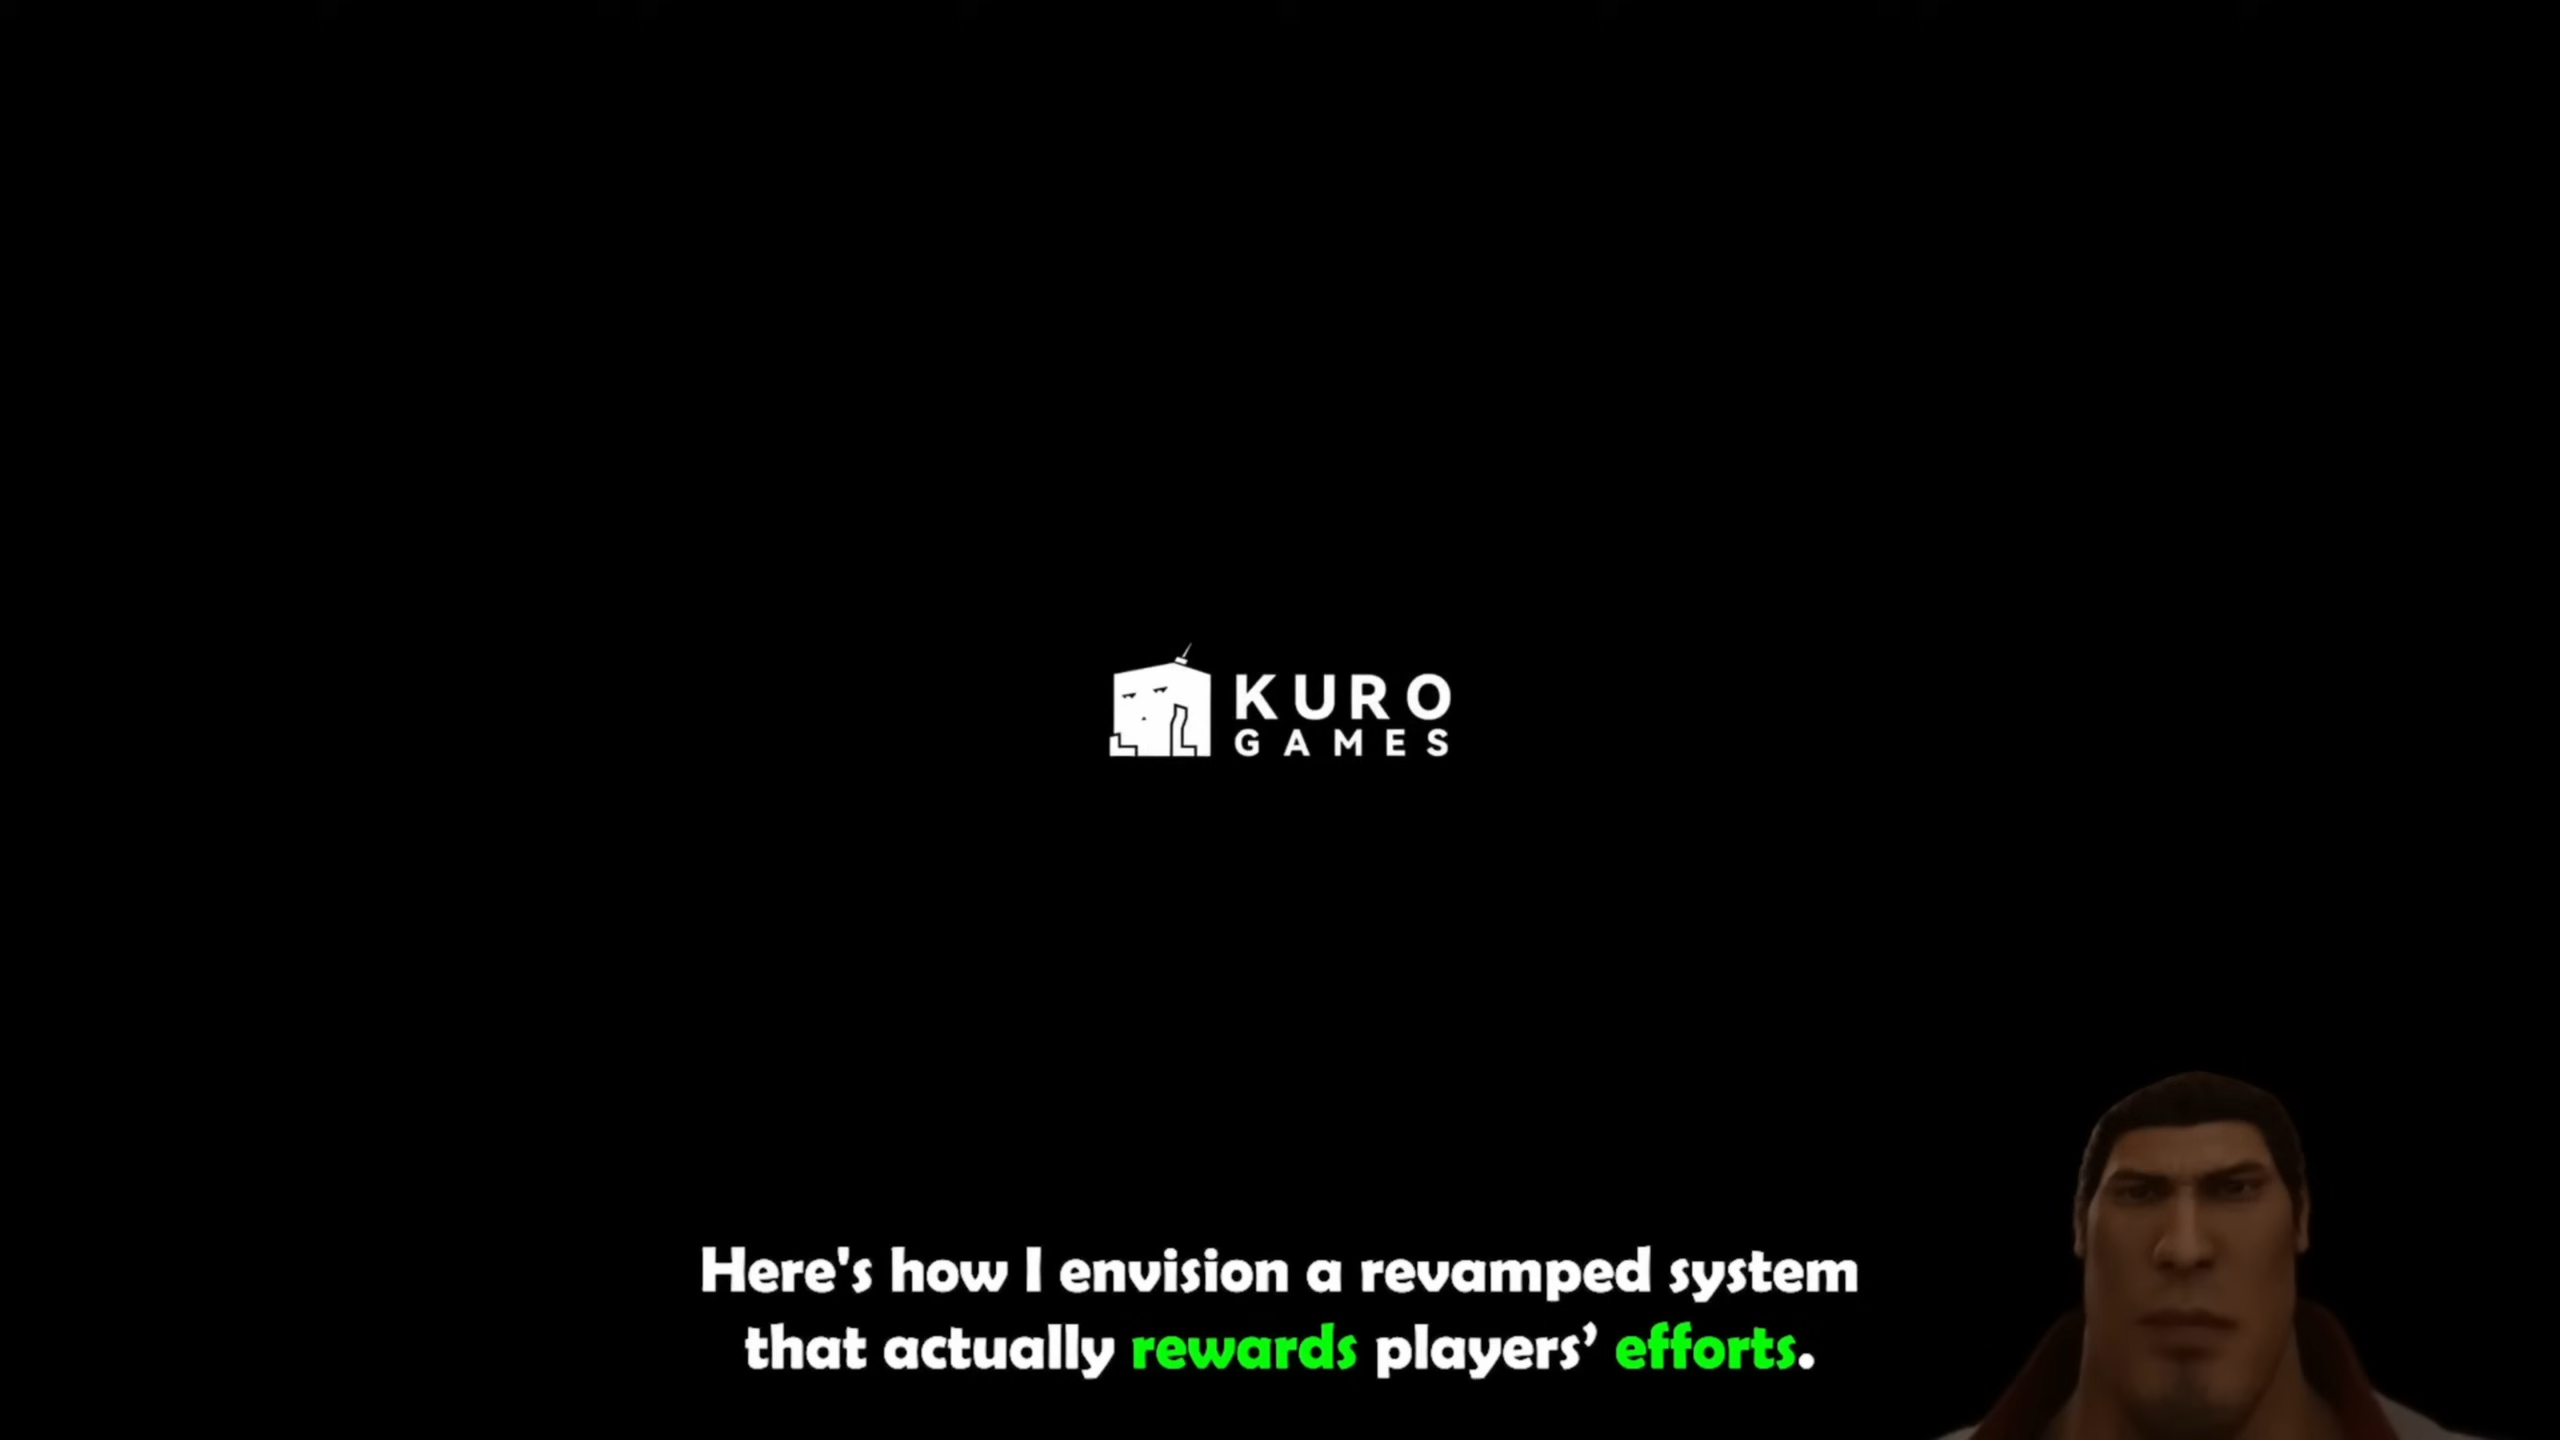 KURO
GAMES
Here's how I envision a revamped system
that actually rewards players’ efforts.